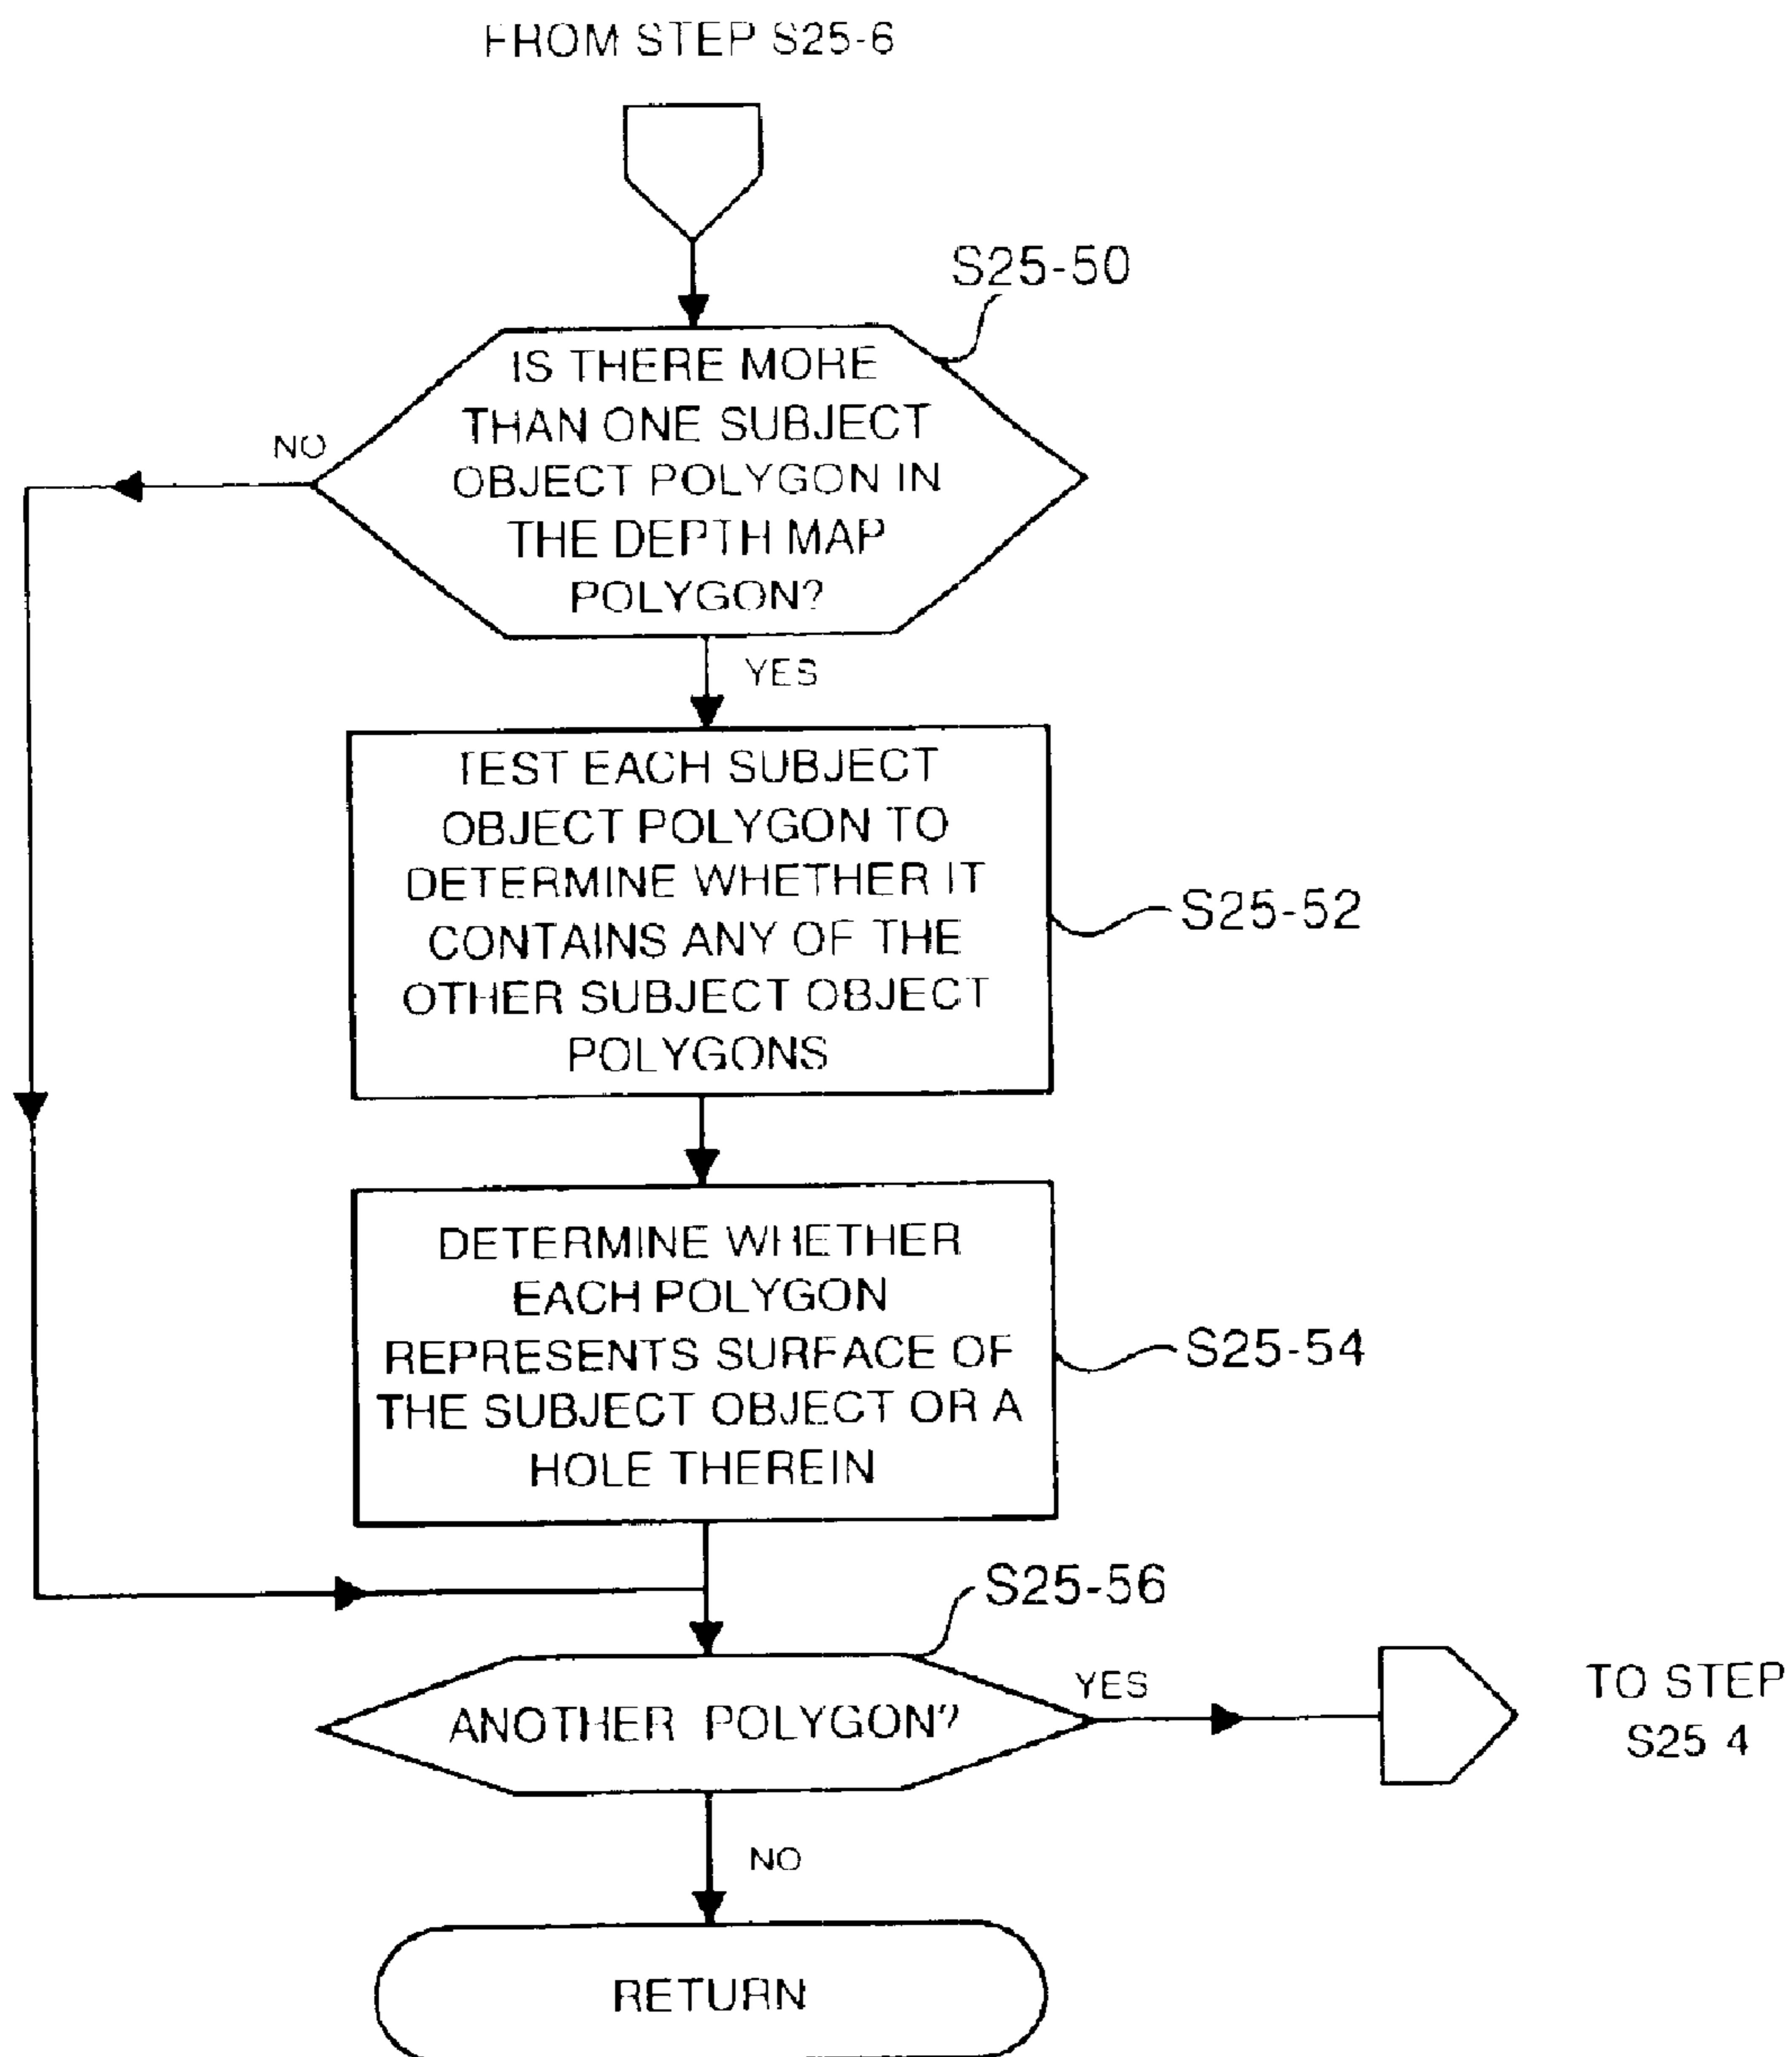 FROM STEP S25-6
S25-50
IS THERE MORE
THAN ONE SUBJECT
OBJECT POLYGON IN
THE DEPTH MAP
POLYGON?
NO
YES
TEST EACH SUBJECT
OBJECT POLYGON TO
DETERMINE WHETHER IT
CONTAINS ANY OF THE
OTHER SUBJECT OBJECT
POLYGONS
S25-52
DETERMINE WHETHER
EACH POLYGON
REPRESENTS SURFACE OF
THE SUBJECT OBJECT OR A
HOLE THEREIN
S25-54
S25-56
ANOTHER POLYGON?
YES
TO STEP
S25 4
NO
RETURN